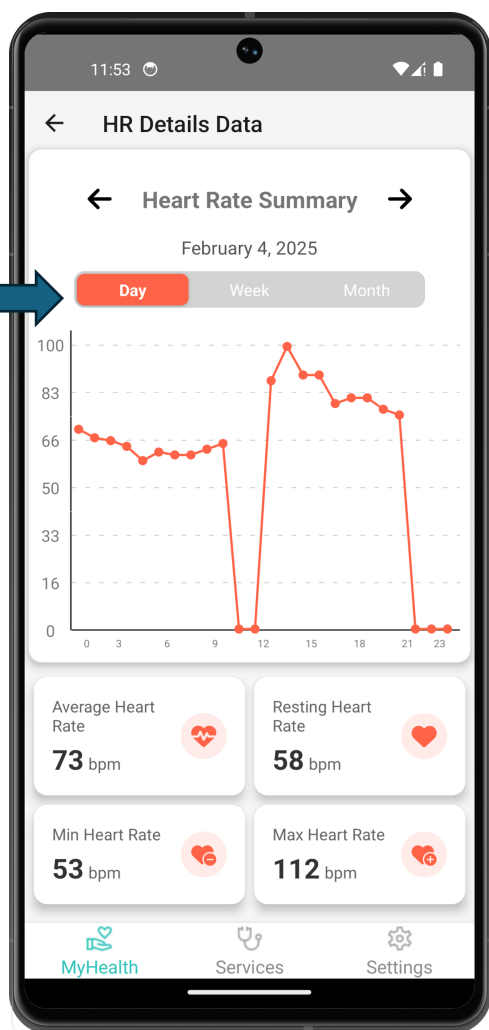 11:53
HR Details Data
Heart Rate Summary
February 4, 2025
Day Week Month
100
83
66
50
33
16
0
0 3 6 9 12 15 18 21 23
Average Heart
Rate
73 bpm
Resting Heart
Rate
58 bpm
Min Heart Rate
53 bpm
Max Heart Rate
112 bpm
MyHealth Services Settings